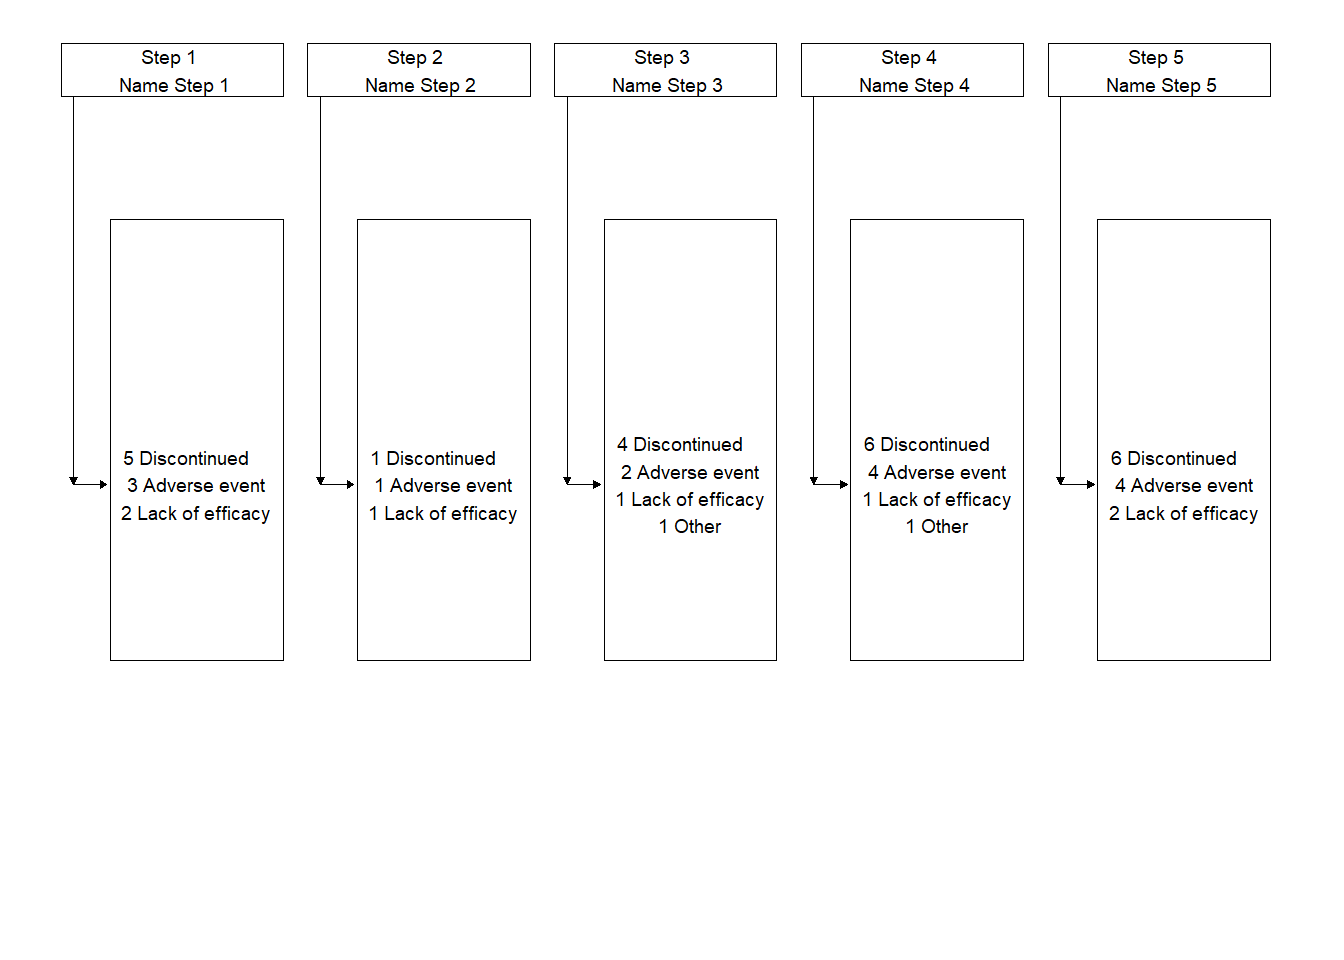 Step 1
Name Step 1
Step 2
Name Step 2
Step 3
Name Step 3
Step 4
Name Step 4
Step 5
Name Step 5
5 Discontinued
3 Adverse event
2 Lack of efficacy
1 Discontinued
1 Adverse event
1 Lack of efficacy
4 Discontinued
2 Adverse event
1 Lack of efficacy
1 Other
6 Discontinued
4 Adverse event
1 Lack of efficacy
1 Other
6 Discontinued
4 Adverse event
2 Lack of efficacy